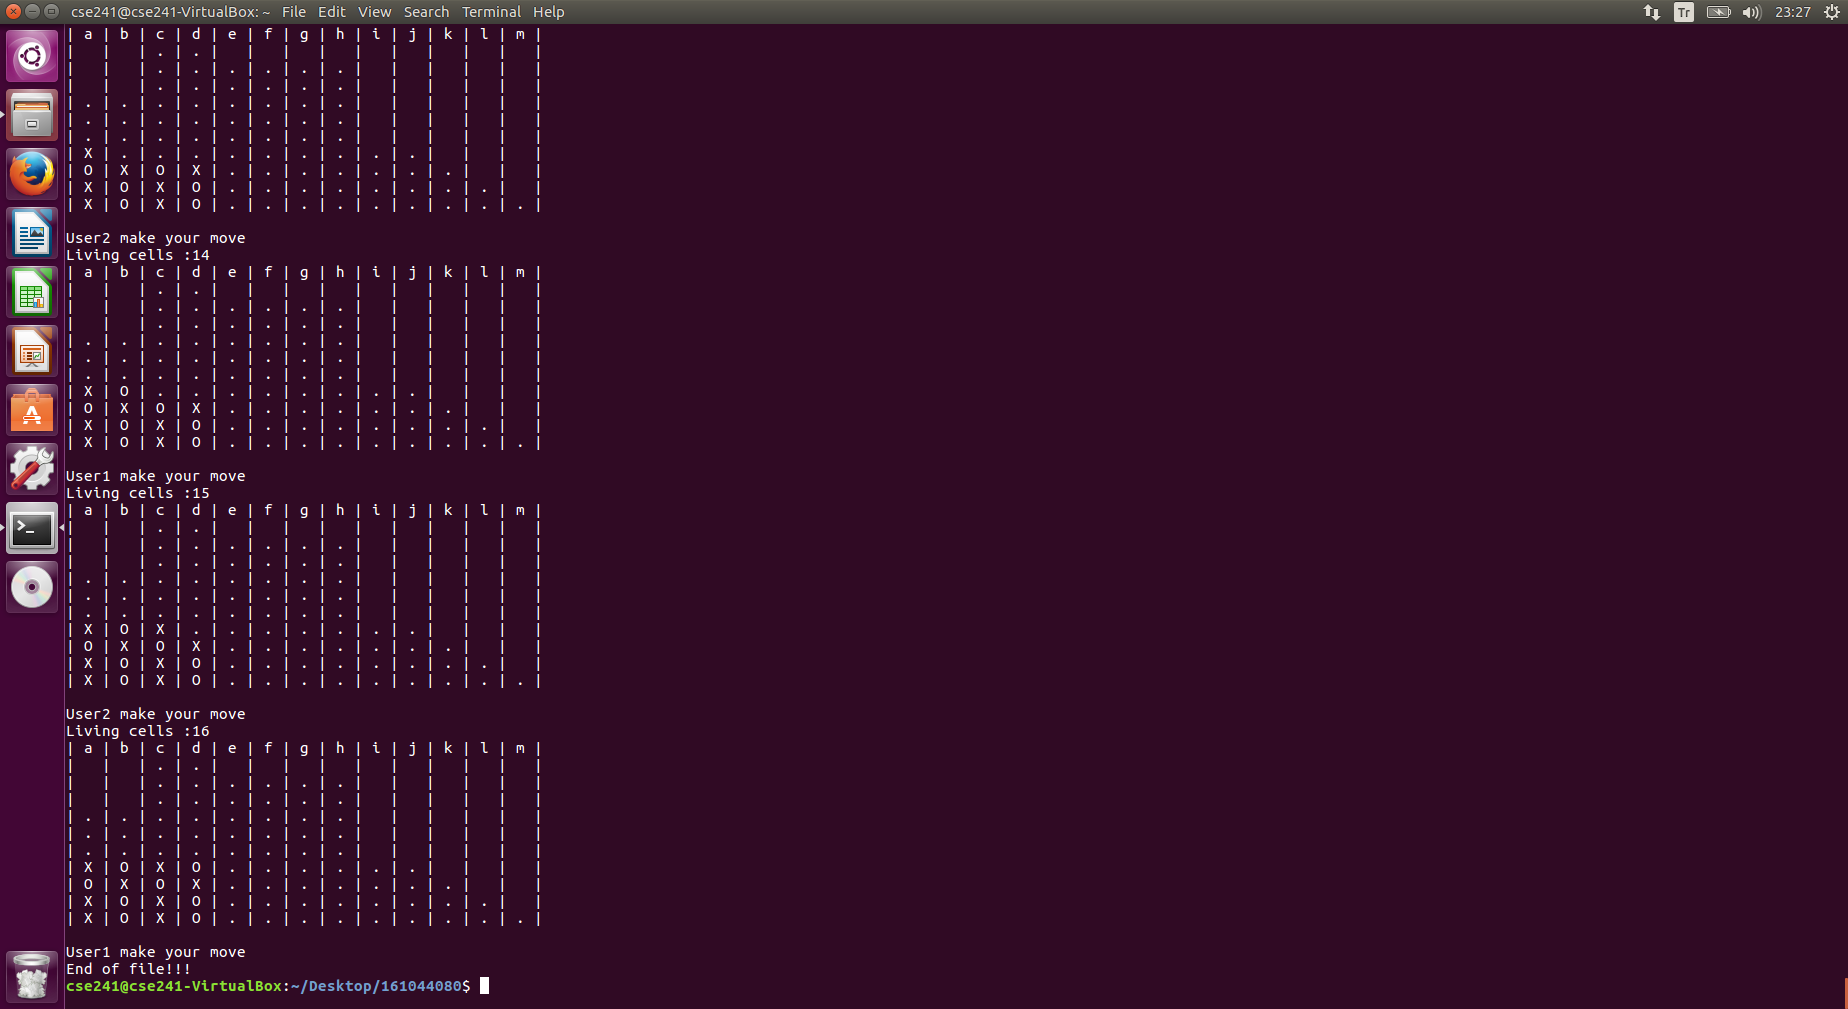 cse241@cse241-VirtualBox: ~ File Edit View Search Terminal Help
Tr 23:27
| a | b | c | d | e | f | g | h | i | j | k | l | m |
|   |   | . | . |   |   |   |   |   |   |   |   |   |
|   |   | . | . | . | . | . | . |   |   |   |   |   |
|   |   | . | . | . | . | . | . |   |   |   |   |   |
| . | . | . | . | . | . | . | . |   |   |   |   |   |
| . | . | . | . | . | . | . | . |   |   |   |   |   |
| . | . | . | . | . | . | . | . |   |   |   |   |   |
| X | . | . | . | . | . | . | . | . | . |   |   |   |
| O | X | O | X | . | . | . | . | . | . | . |   |   |
| X | O | X | O | . | . | . | . | . | . | . | . |   |
| X | O | X | O | . | . | . | . | . | . | . | . | . |
User2 make your move
Living cells :14
| a | b | c | d | e | f | g | h | i | j | k | l | m |
|   |   | . | . |   |   |   |   |   |   |   |   |   |
|   |   | . | . | . | . | . | . |   |   |   |   |   |
|   |   | . | . | . | . | . | . |   |   |   |   |   |
| . | . | . | . | . | . | . | . |   |   |   |   |   |
| . | . | . | . | . | . | . | . |   |   |   |   |   |
| . | . | . | . | . | . | . | . |   |   |   |   |   |
| X | O | . | . | . | . | . | . | . | . |   |   |   |
| O | X | O | X | . | . | . | . | . | . | . |   |   |
| X | O | X | O | . | . | . | . | . | . | . | . |   |
| X | O | X | O | . | . | . | . | . | . | . | . | . |
User1 make your move
Living cells :15
| a | b | c | d | e | f | g | h | i | j | k | l | m |
|   |   | . | . |   |   |   |   |   |   |   |   |   |
|   |   | . | . | . | . | . | . |   |   |   |   |   |
|   |   | . | . | . | . | . | . |   |   |   |   |   |
| . | . | . | . | . | . | . | . |   |   |   |   |   |
| . | . | . | . | . | . | . | . |   |   |   |   |   |
| . | . | . | . | . | . | . | . |   |   |   |   |   |
| X | O | X | . | . | . | . | . | . | . |   |   |   |
| O | X | O | X | . | . | . | . | . | . | . |   |   |
| X | O | X | O | . | . | . | . | . | . | . | . |   |
| X | O | X | O | . | . | . | . | . | . | . | . | . |
User2 make your move
Living cells :16
| a | b | c | d | e | f | g | h | i | j | k | l | m |
|   |   | . | . |   |   |   |   |   |   |   |   |   |
|   |   | . | . | . | . | . | . |   |   |   |   |   |
|   |   | . | . | . | . | . | . |   |   |   |   |   |
| . | . | . | . | . | . | . | . |   |   |   |   |   |
| . | . | . | . | . | . | . | . |   |   |   |   |   |
| . | . | . | . | . | . | . | . |   |   |   |   |   |
| X | O | X | O | . | . | . | . | . | . |   |   |   |
| O | X | O | X | . | . | . | . | . | . | . |   |   |
| X | O | X | O | . | . | . | . | . | . | . | . |   |
| X | O | X | O | . | . | . | . | . | . | . | . | . |
User1 make your move
End of file!!!
cse241@cse241-VirtualBox:~/Desktop/161044080$